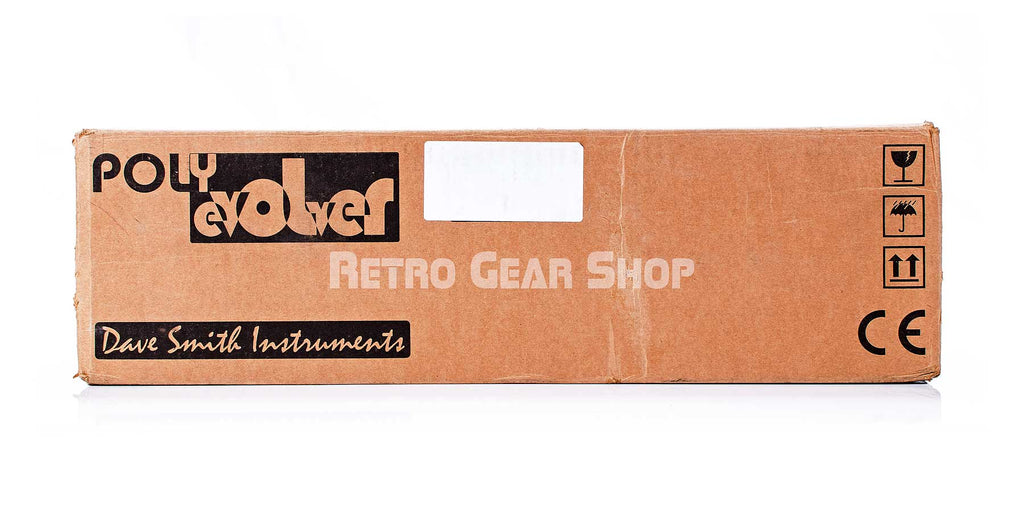 POLY
evolver
Retro Gear Shop
Dave Smith Instruments
CE